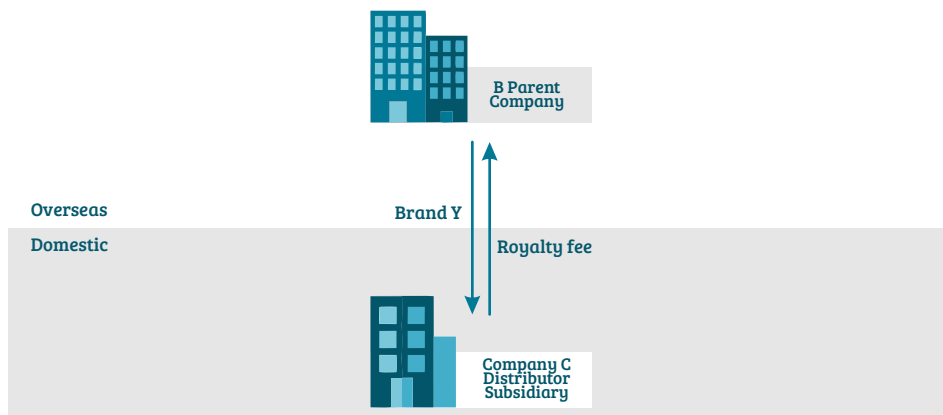 B Parent
Company
Overseas
Brand Y
Domestic
Royalty fee
Company C
Distributor
Subsidiary